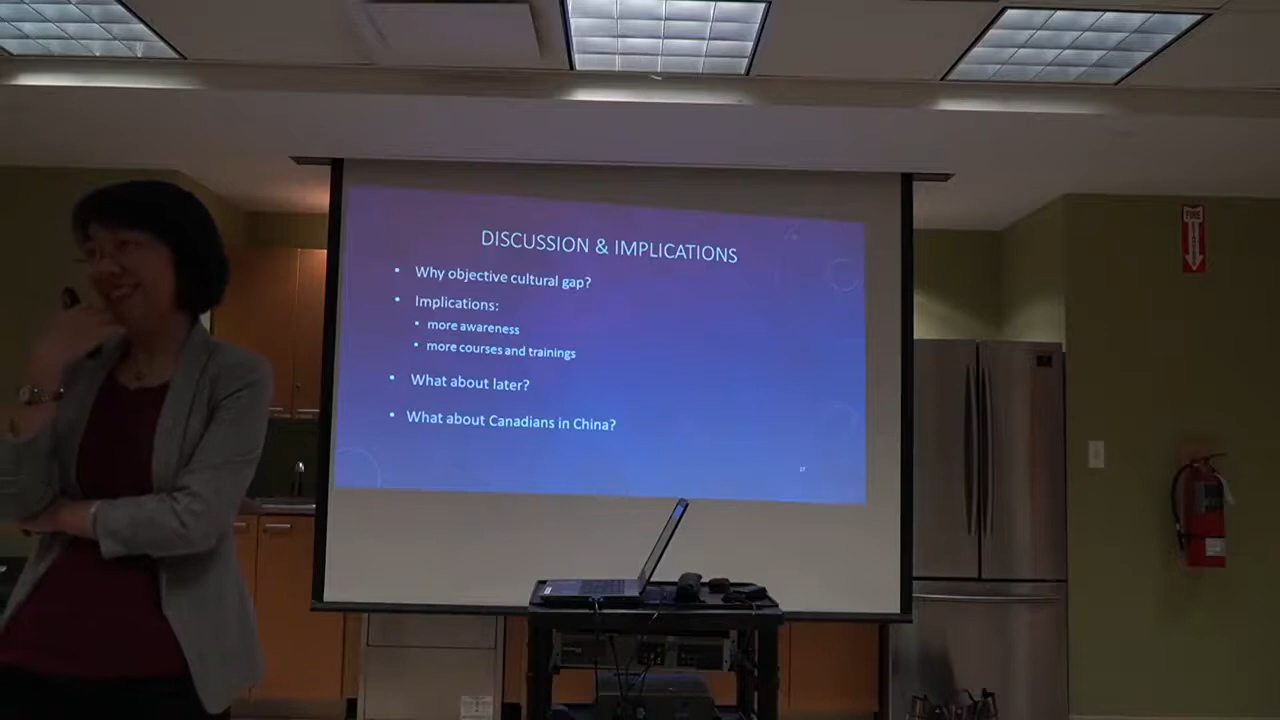 DISCUSSION & IMPLICATIONS
• Why objective cultural gap?
• Implications:
• more awareness
• more courses and trainings
• What about later?
• What about Canadians in China?
17
FIRE